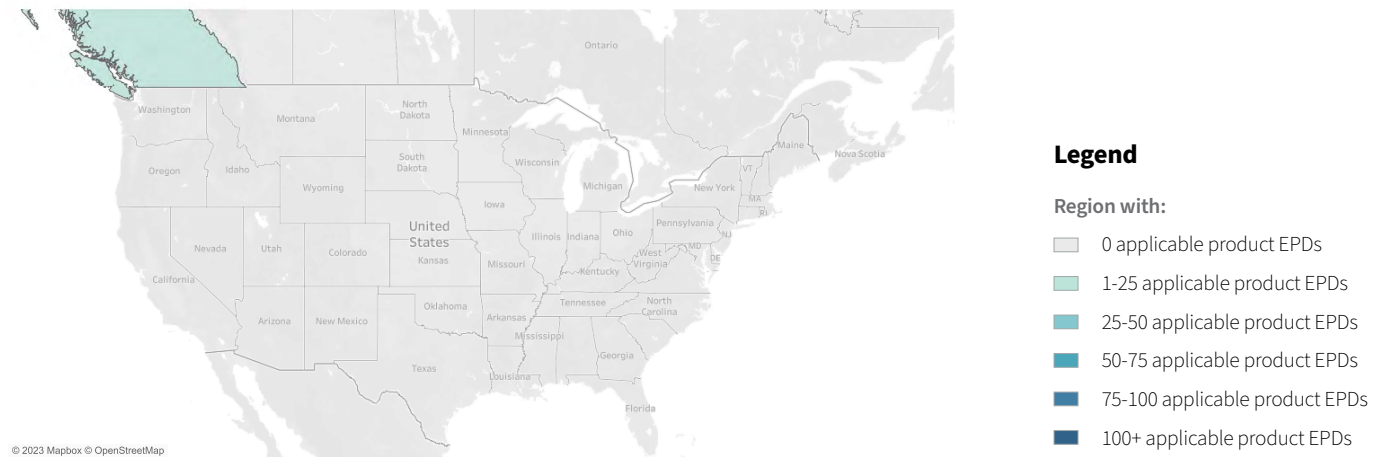 Ontario
Washington
Montana
North
Dakota
Minnesota
Maine
Nova Scotia
Oregon
Idaho
South
Dakota
Wisconsin
VT
Wyoming
Michigan
New York
MA
RI
Iowa
United
States
Nevada
Utah
Colorado
Kansas
Illinois
Indiana
Ohio
Pennsylvania
NJ
MD
DE
West
Virginia
California
Missouri
Kentucky
Arizona
New Mexico
Oklahoma
Arkansas
Tennessee
North
Carolina
Mississippi
Georgia
Texas
Louisiana
Florida
© 2023 Mapbox © OpenStreetMap
Legend
Region with:
0 applicable product EPDs
1-25 applicable product EPDs
25-50 applicable product EPDs
50-75 applicable product EPDs
75-100 applicable product EPDs
100+ applicable product EPDs